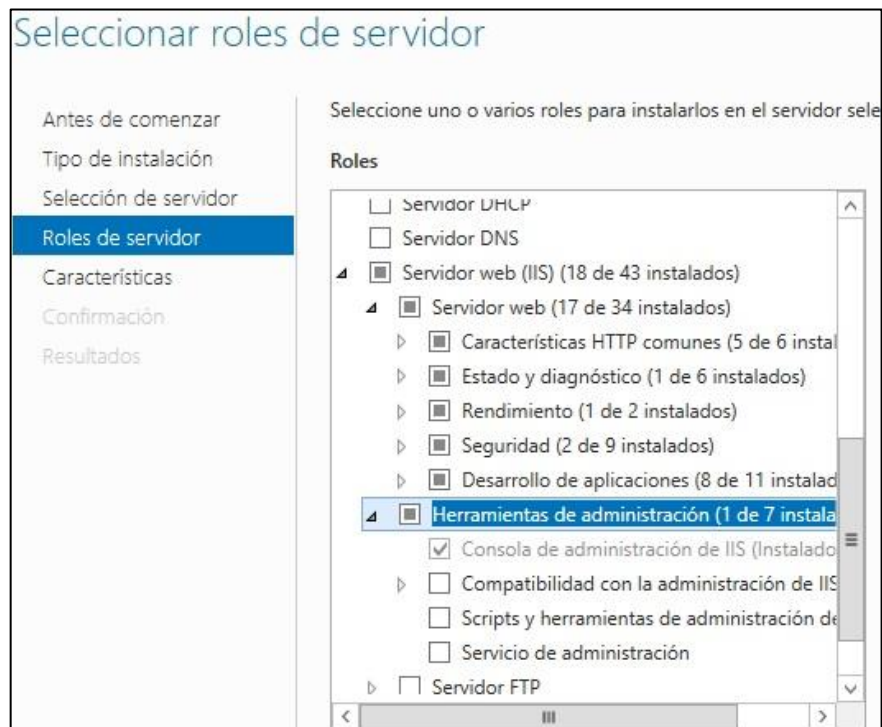 Seleccionar roles de servidor
Antes de comenzar
Tipo de instalación
Selección de servidor
Roles de servidor
Características
Confirmación
Resultados
Seleccione uno o varios roles para instalarlos en el servidor sele
Roles
Servidor DHCP
Servidor DNS
Servidor web (IIS) (18 de 43 instalados)
Servidor web (17 de 34 instalados)
Características HTTP comunes (5 de 6 instal
Estado y diagnóstico (1 de 6 instalados)
Rendimiento (1 de 2 instalados)
Seguridad (2 de 9 instalados)
Desarrollo de aplicaciones (8 de 11 instalad
Herramientas de administración (1 de 7 instala
Consola de administración de IIS (Instalado
Compatibilidad con la administración de IIS
Scripts y herramientas de administración de
Servicio de administración
Servidor FTP